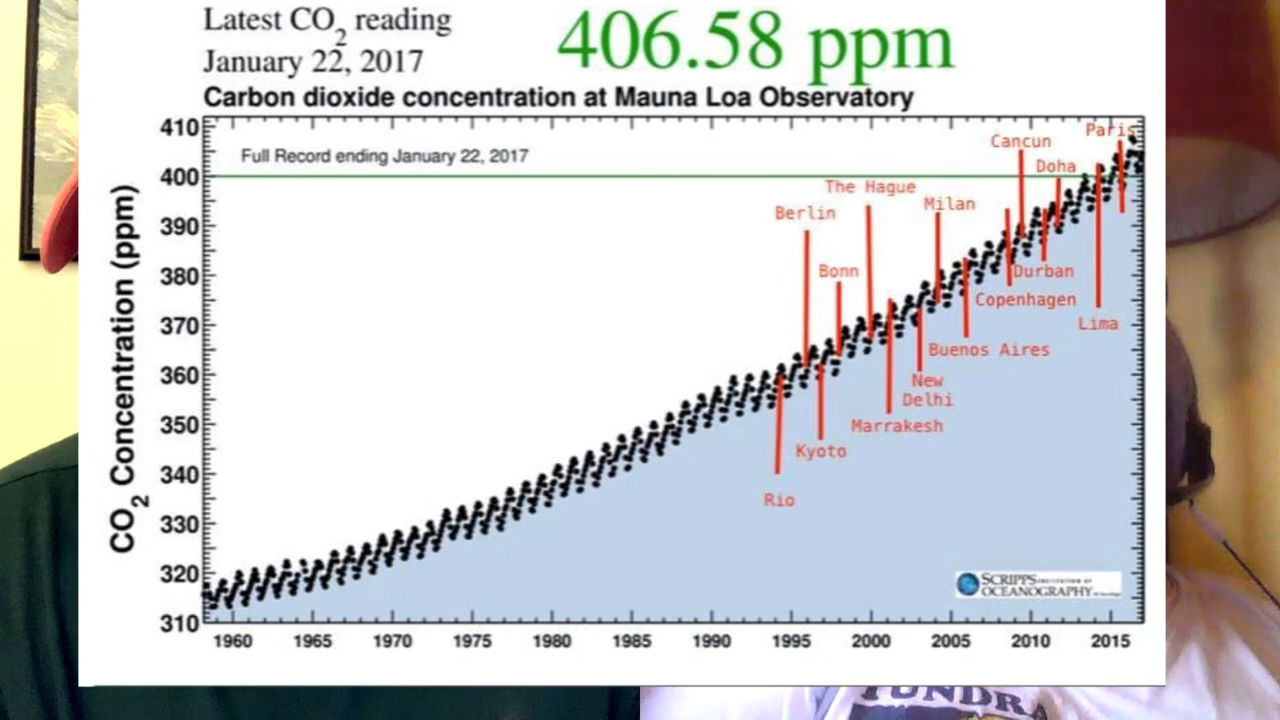 Latest CO2 reading
January 22, 2017
406.58 ppm
Carbon dioxide concentration at Mauna Loa Observatory
Full Record ending January 22, 2017
CO2 Concentration (ppm)
410
400
390
380
370
360
350
340
330
320
310
Paris
Cancun
Doha
The Hague
Milan
Berlin
Bonn
Durban
Copenhagen
Lima
Buenos Aires
New
Delhi
Marrakesh
Kyoto
Rio
SCRIPPS INSTITUTION OF
OCEANOGRAPHY
1960
1965
1970
1975
1980
1985
1990
1995
2000
2005
2010
2015
TUNDRA